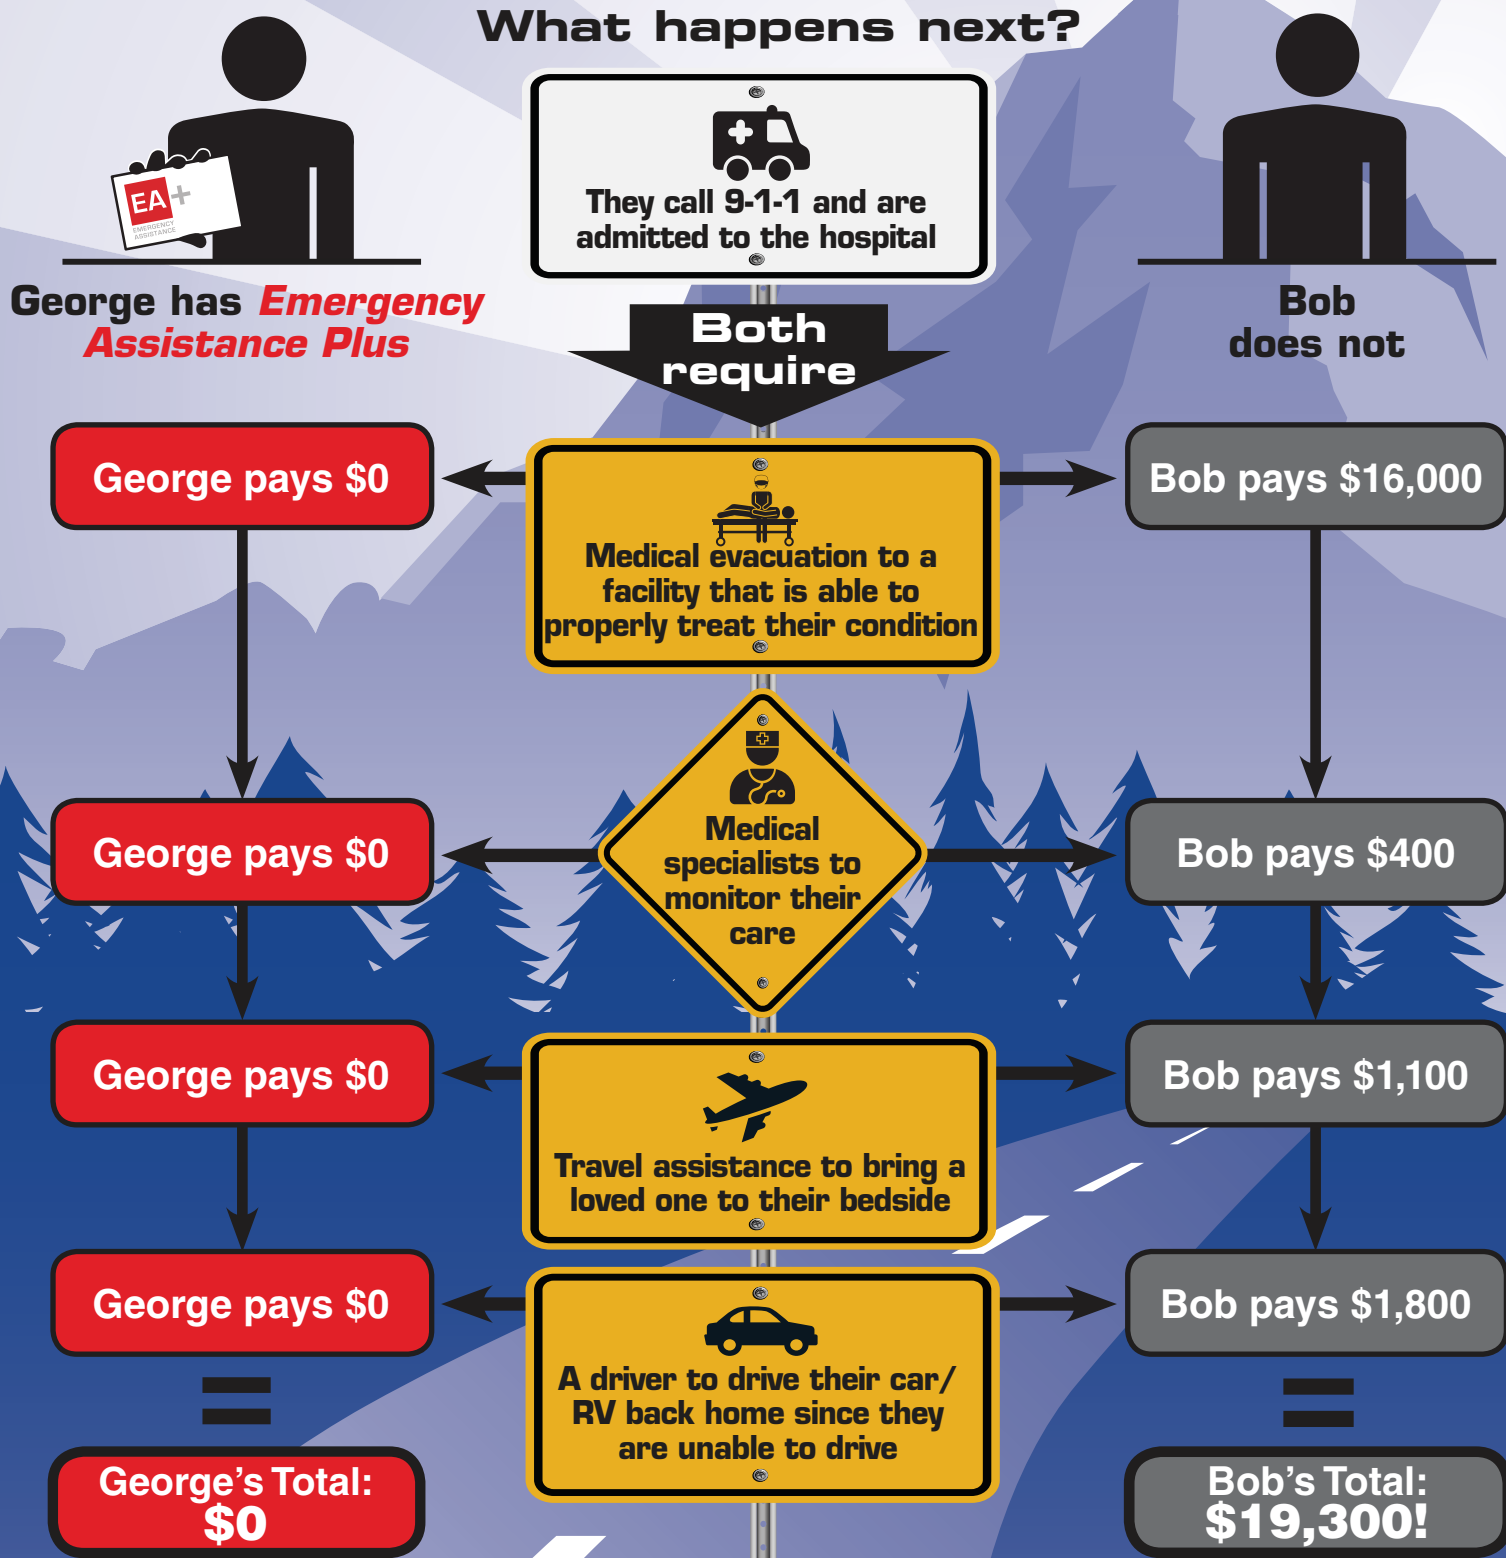 What happens next?
They call 9-1-1 and are
admitted to the hospital
EA+
EMERGENCY
ASSISTANCE
George has Emergency
Assistance Plus
Bob
does not
Both
require
George pays $0
Medical evacuation to a
facility that is able to
properly treat their condition
Bob pays $16,000
George pays $0
Medical
specialists to
monitor their
care
Bob pays $400
George pays $0
Travel assistance to bring a
loved one to their bedside
Bob pays $1,100
George pays $0
A driver to drive their car/
RV back home since they
are unable to drive
Bob pays $1,800
=
=
George's Total:
$0
Bob's Total:
$19,300!